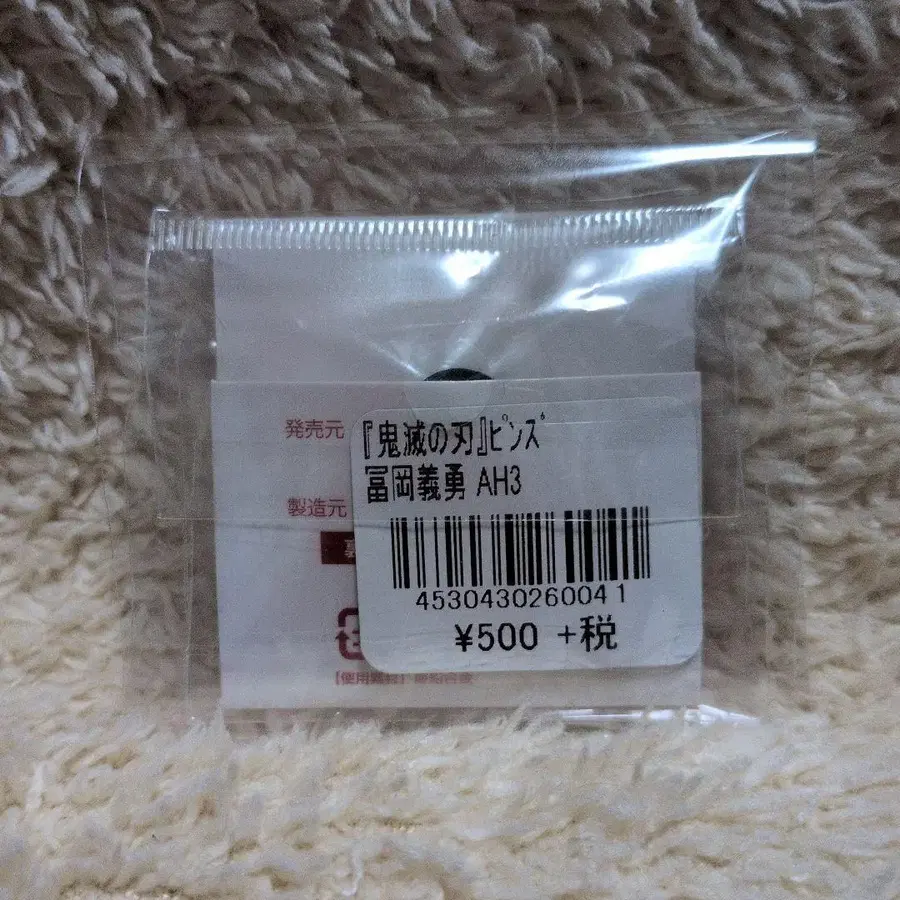 発売元
製造元
『鬼滅の刃』ﾋﾟﾝｽﾞ
冨岡義勇 AH3
4530430260041
¥500 +税